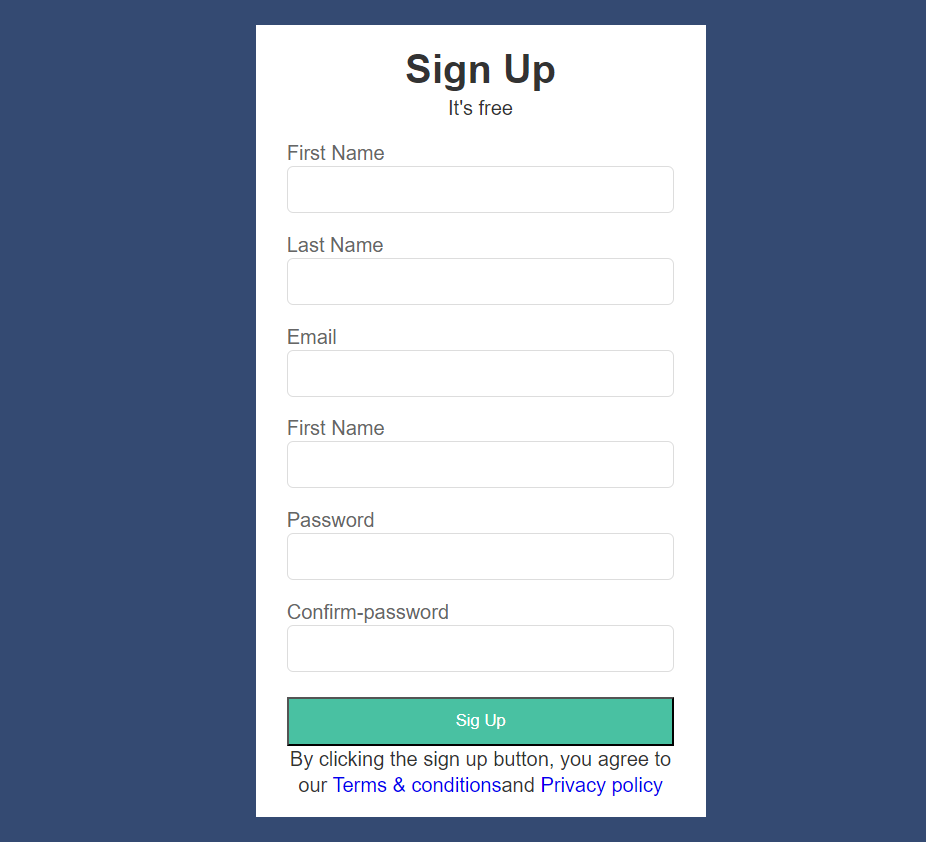 Sign Up
It's free
First Name
Last Name
Email
First Name
Password
Confirm-password
Sig Up
By clicking the sign up button, you agree to
our Terms & conditionsand Privacy policy